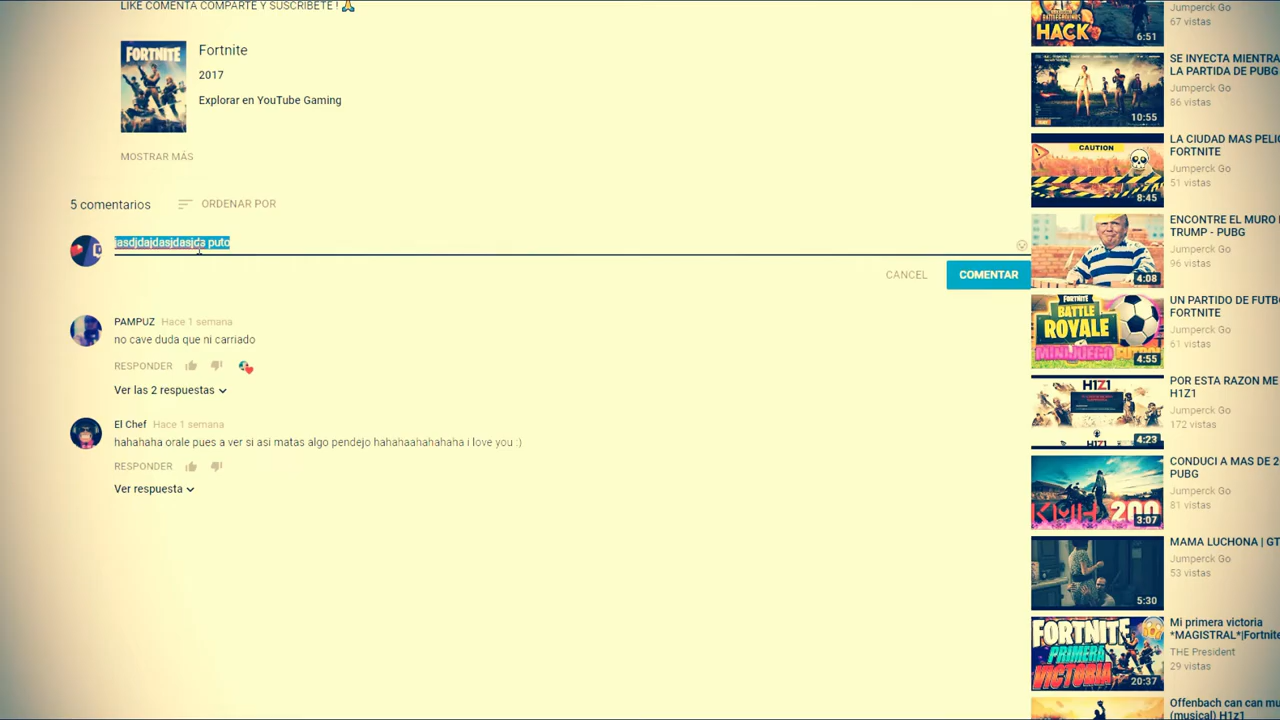 LIKE COMENTA COMPARTE Y SUSCRIBETE ! 🙏
FORTNITE
Fortnite
2017
Explorar en YouTube Gaming
MOSTRAR MÁS
5 comentarios
ORDENAR POR
jasdjdajdasjdasjda puto
CANCEL
COMENTAR
PAMPUZ Hace 1 semana
no cave duda que ni carriado
RESPONDER
Ver las 2 respuestas
El Chef Hace 1 semana
hahahaha orale pues a ver si asi matas algo pendejo hahahaahahahaha i love you :)
RESPONDER
Ver respuesta
HACK
6:51
Jumperck Go
67 vistas
10:55
SE INYECTA MIENTRA
LA PARTIDA DE PUBG
Jumperck Go
86 vistas
CAUTION
8:45
LA CIUDAD MAS PELIG
FORTNITE
Jumperck Go
51 vistas
4:08
ENCONTRE EL MURO
TRUMP - PUBG
Jumperck Go
96 vistas
FORTNITE
BATTLE
ROYALE
MINIJUEGO
4:55
UN PARTIDO DE FUTB
FORTNITE
Jumperck Go
61 vistas
H1Z1
H1Z1
4:23
POR ESTA RAZON ME
H1Z1
Jumperck Go
172 vistas
KMH 200
3:07
CONDUCI A MAS DE 2
PUBG
Jumperck Go
81 vistas
5:30
MAMA LUCHONA | GT
Jumperck Go
53 vistas
FORTNITE
PRIMERA
VICTORIA
20:37
Mi primera victoria
*MAGISTRAL*|Fortnite
THE President
29 vistas
Offenbach can can mu
(musical) H1z1